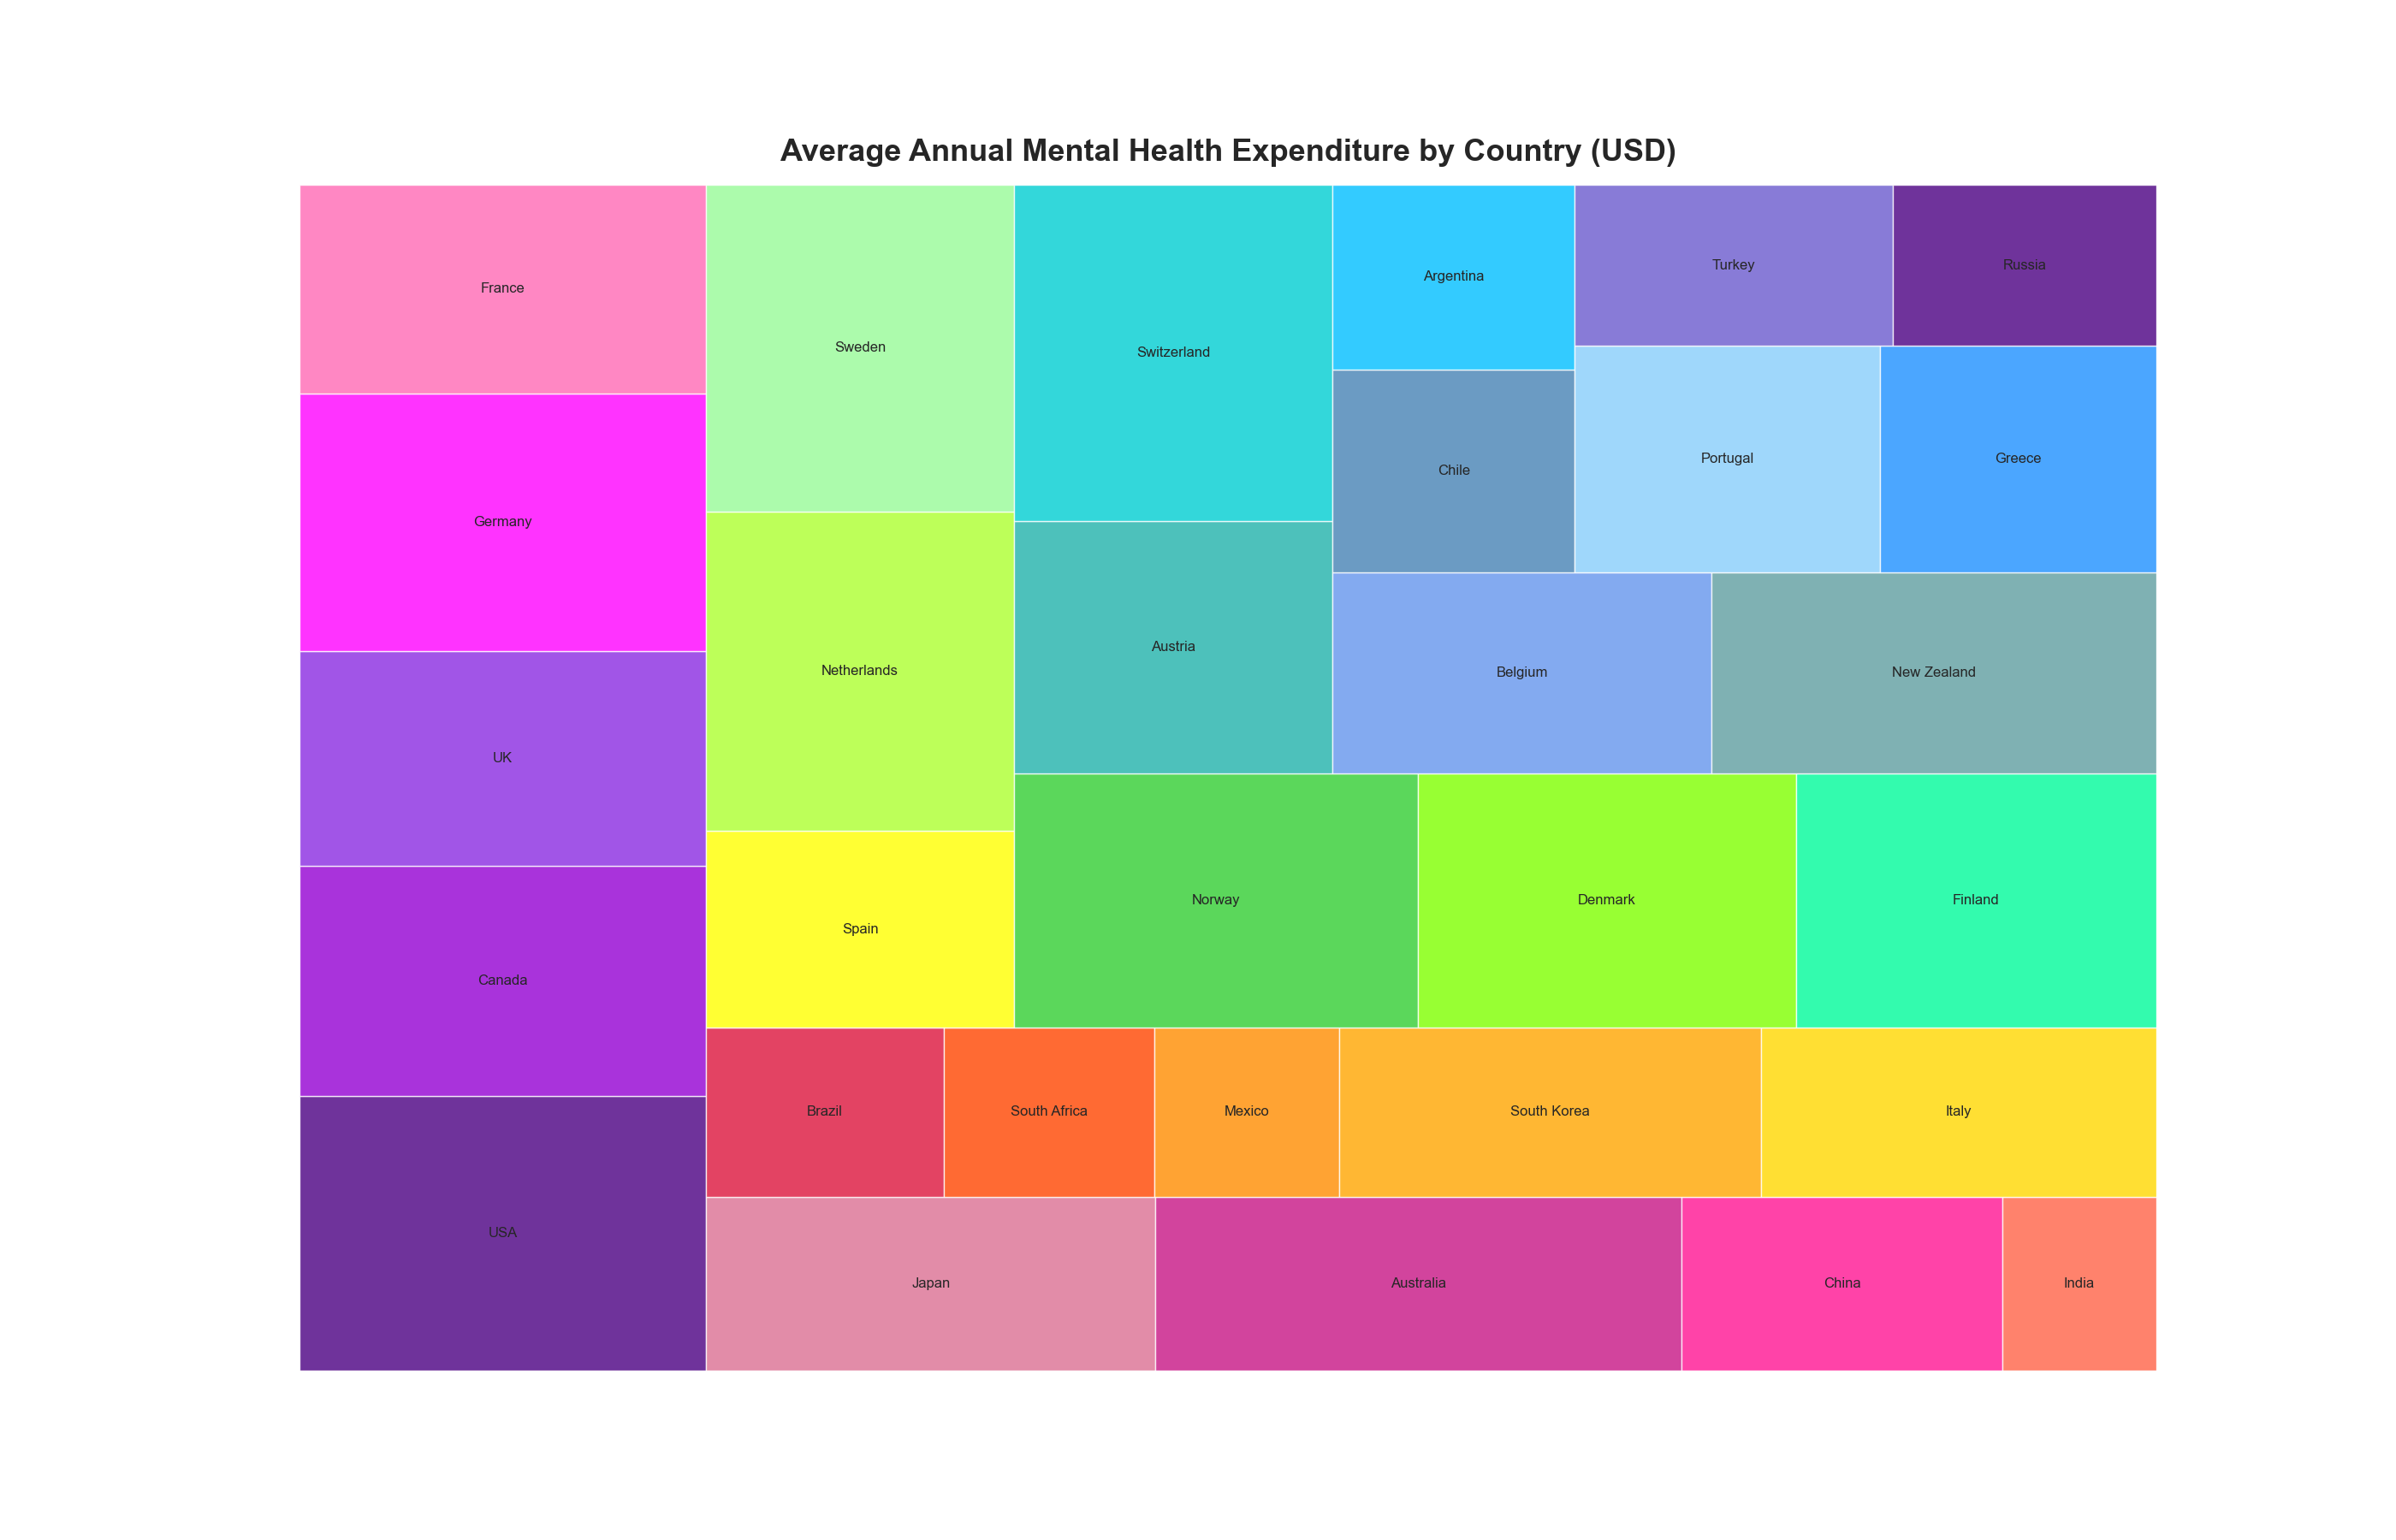 Average Annual Mental Health Expenditure by Country (USD)
France
Germany
UK
Canada
USA
Sweden
Netherlands
Spain
Switzerland
Austria
Argentina
Chile
Turkey
Russia
Portugal
Greece
Belgium
New Zealand
Norway
Denmark
Finland
Brazil
South Africa
Mexico
South Korea
Italy
Japan
Australia
China
India